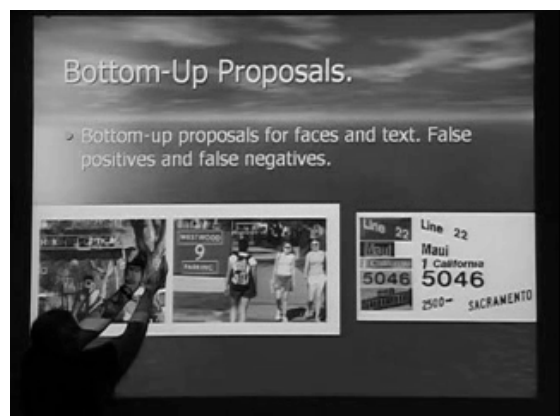 Bottom-Up Proposals.
• Bottom-up proposals for faces and text. False
positives and false negatives.
WESTWOOD
9
PARKING
Line 22
Line 22
Maui
Maui
1 California
5046
5046
2500-
SACRAMENTO